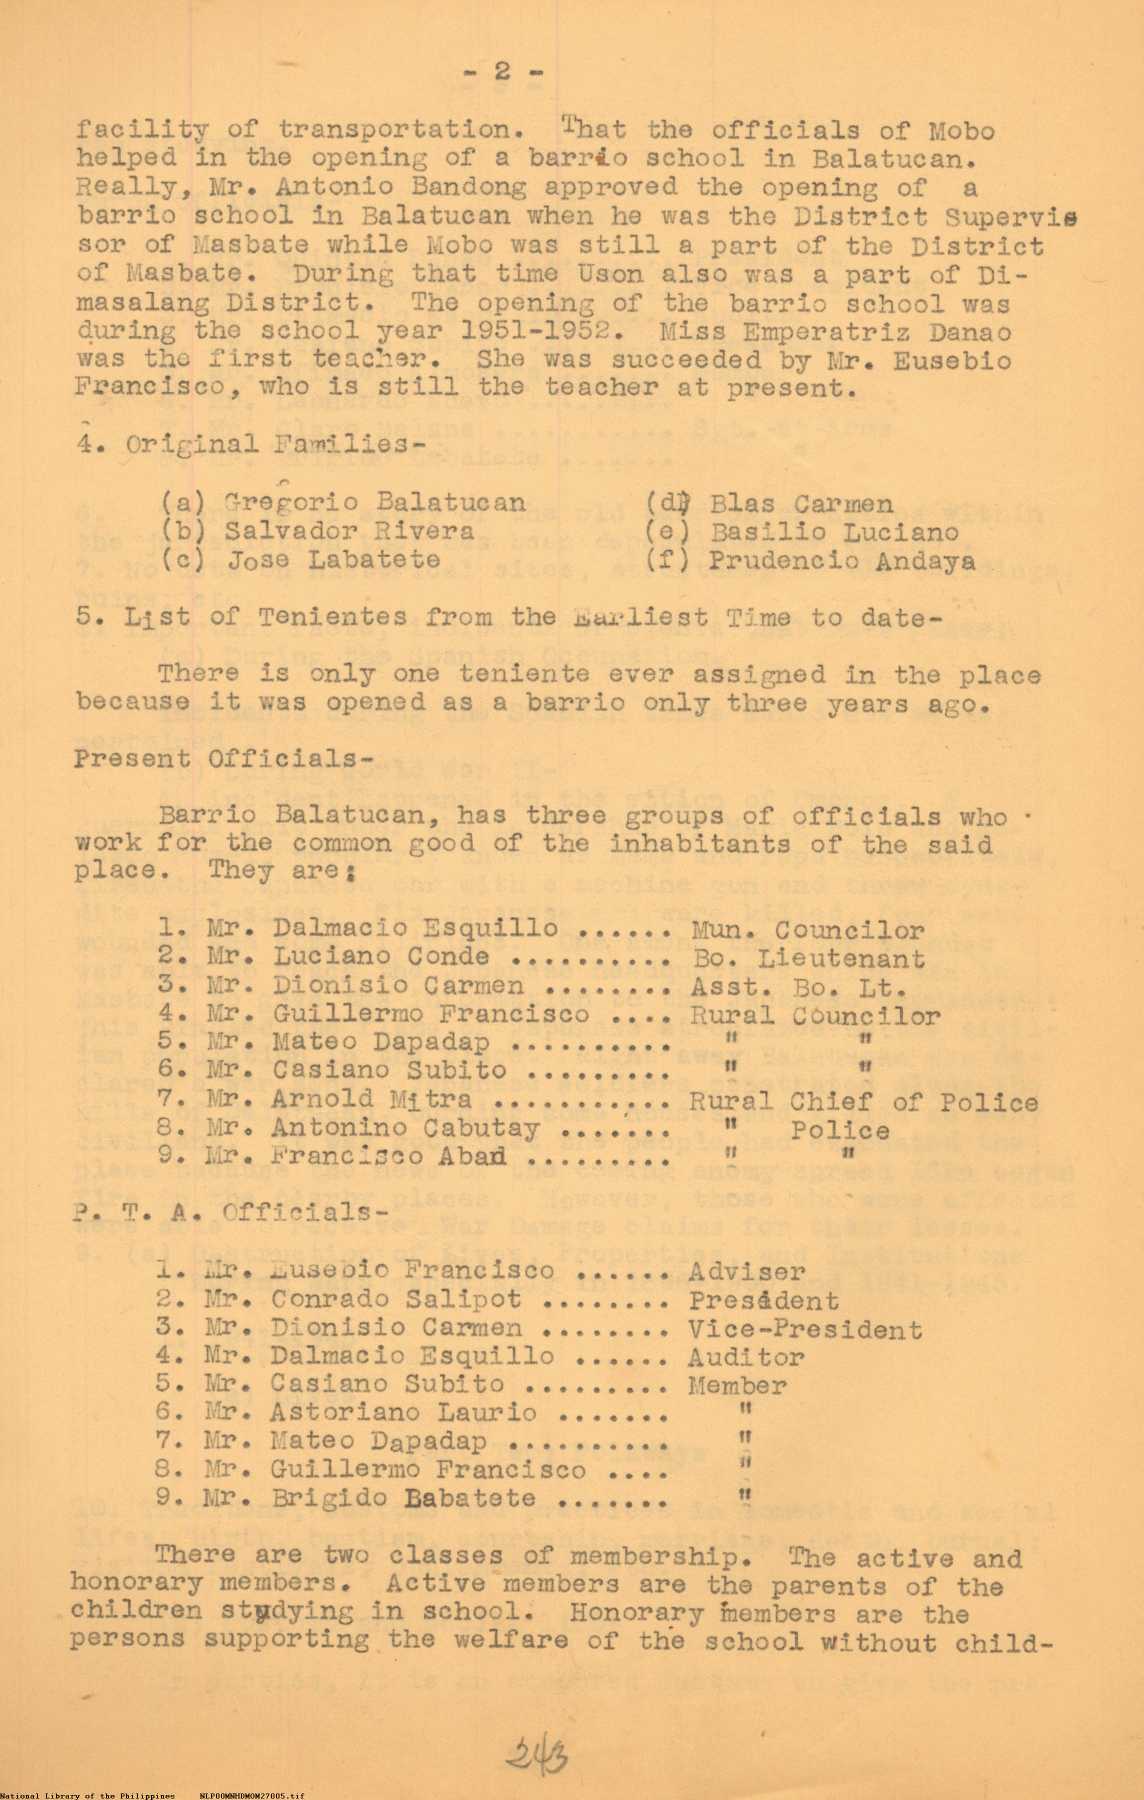 - 2 -
facility of transportation. That the officials of Mobo
helped in the opening of a barrio school in Balatucan.
Really, Mr. Antonio Bandong approved the opening of a
barrio school in Balatucan when he was the District Supervis
sor of Masbate while Mobo was still a part of the District
of Masbate. During that time Uson also was a part of Di-
masalang District. The opening of the barrio school was
during the school year 1951-1952. Miss Emperatriz Danao
was the first teacher. She was succeeded by Mr. Eusebio
Francisco, who is still the teacher at present.
4. Original Families-
(a) Gregorio Balatucan (d) Blas Carmen
(b) Salvador Rivera (e) Basilio Luciano
(c) Jose Labatete (f) Prudencio Andaya
5. List of Tenientes from the Earliest Time to date-
There is only one teniente ever assigned in the place
because it was opened as a barrio only three years ago.
Present Officials-
Barrio Balatucan, has three groups of officials who
work for the common good of the inhabitants of the said
place. They are:
1. Mr. Dalmacio Esquillo ...... Mun. Councilor
2. Mr. Luciano Conde .......... Bo. Lieutenant
3. Mr. Dionisio Carmen ........ Asst. Bo. Lt.
4. Mr. Guillermo Francisco .... Rural Councilor
5. Mr. Mateo Dapadap .......... " "
6. Mr. Casiano Subito ......... " "
7. Mr. Arnold Mitra ........... Rural Chief of Police
8. Mr. Antonino Cabutay ....... " Police
9. Mr. Francisco Abad ......... " "
P. T. A. Officials-
1. Mr. Eusebio Francisco ...... Adviser
2. Mr. Conrado Salipot ........ President
3. Mr. Dionisio Carmen ........ Vice-President
4. Mr. Dalmacio Esquillo ...... Auditor
5. Mr. Casiano Subito ......... Member
6. Mr. Astoriano Laurio ....... "
7. Mr. Mateo Dapadap .......... "
8. Mr. Guillermo Francisco .... "
9. Mr. Brigido Babatete ....... "
There are two classes of membership. The active and
honorary members. Active members are the parents of the
children studying in school. Honorary members are the
persons supporting the welfare of the school without child-
243
National Library of the Philippines NLPOOMNHDMOM27005.tif